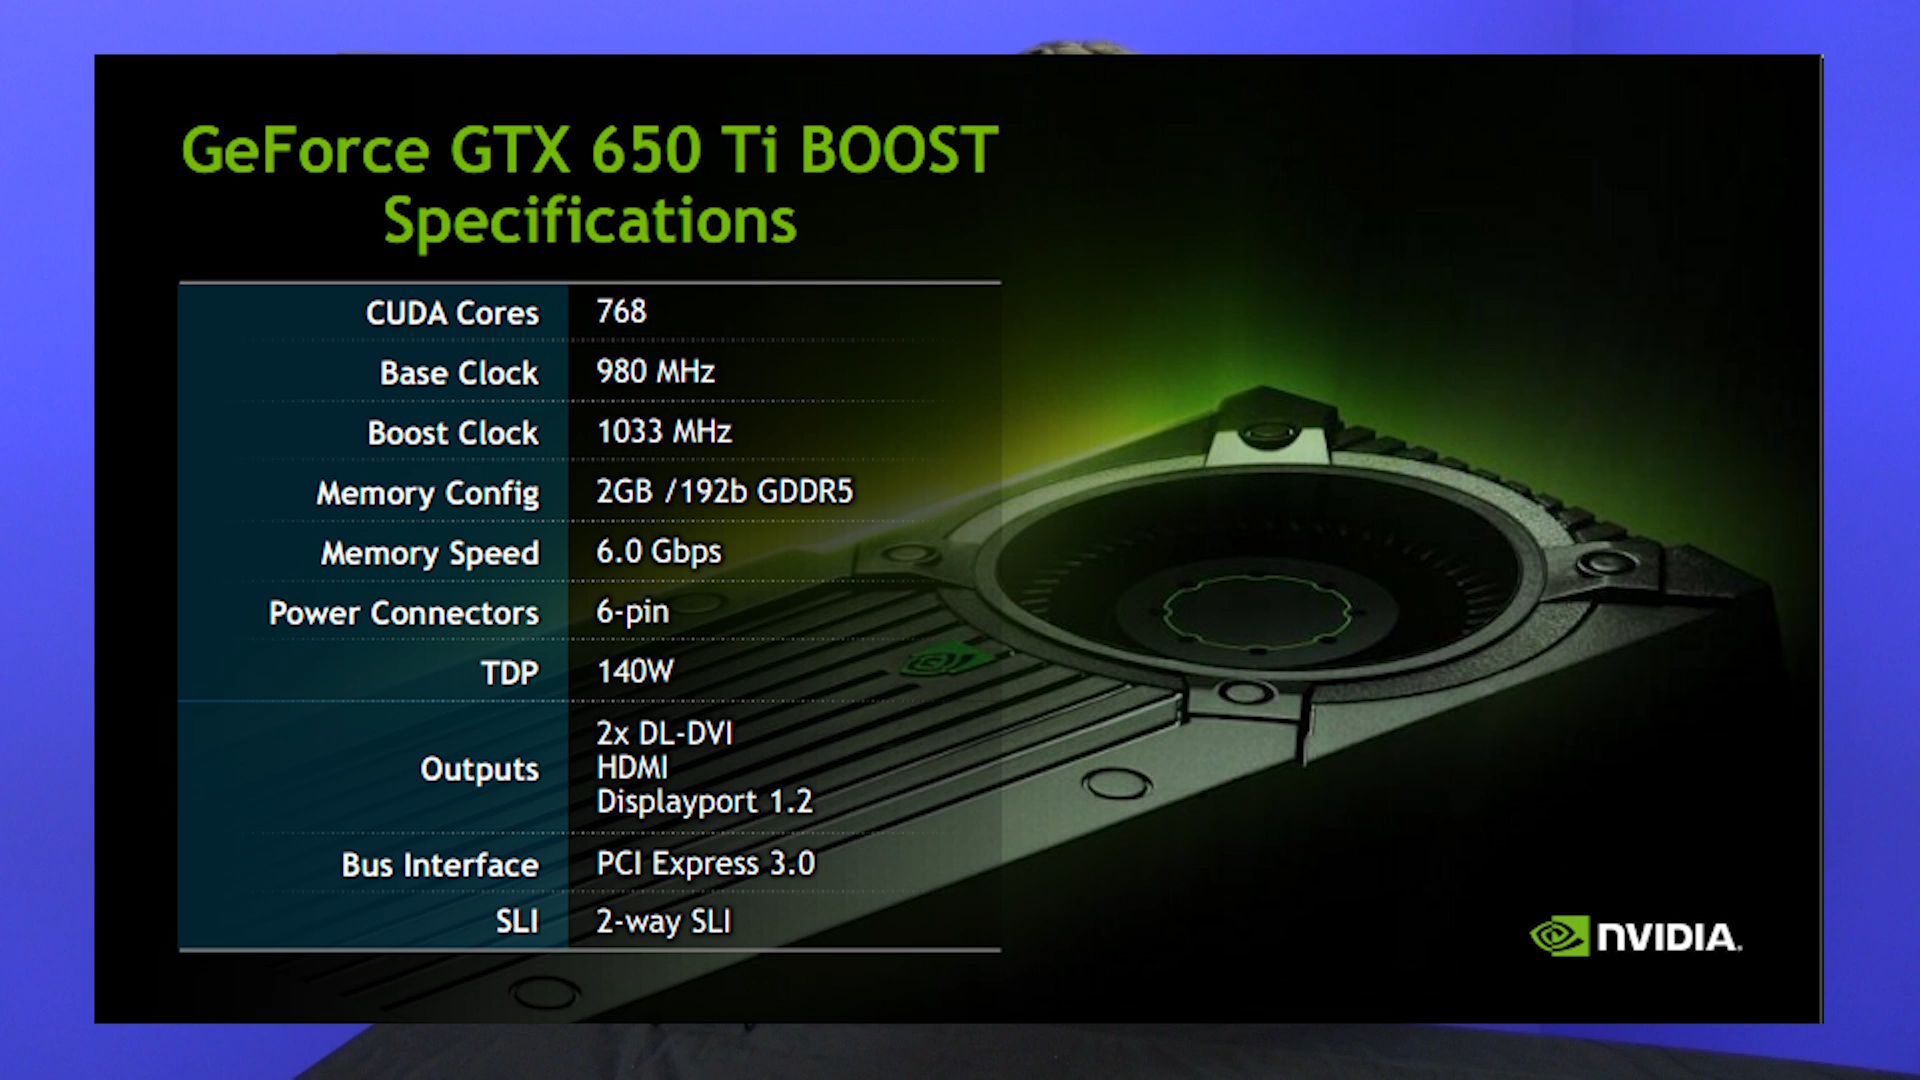 GeForce GTX 650 Ti BOOST
Specifications
CUDA Cores 768
Base Clock 980 MHz
Boost Clock 1033 MHz
Memory Config 2GB /192b GDDR5
Memory Speed 6.0 Gbps
Power Connectors 6-pin
TDP 140W
Outputs 2x DL-DVI
HDMI
Displayport 1.2
Bus Interface PCI Express 3.0
SLI 2-way SLI
NVIDIA.